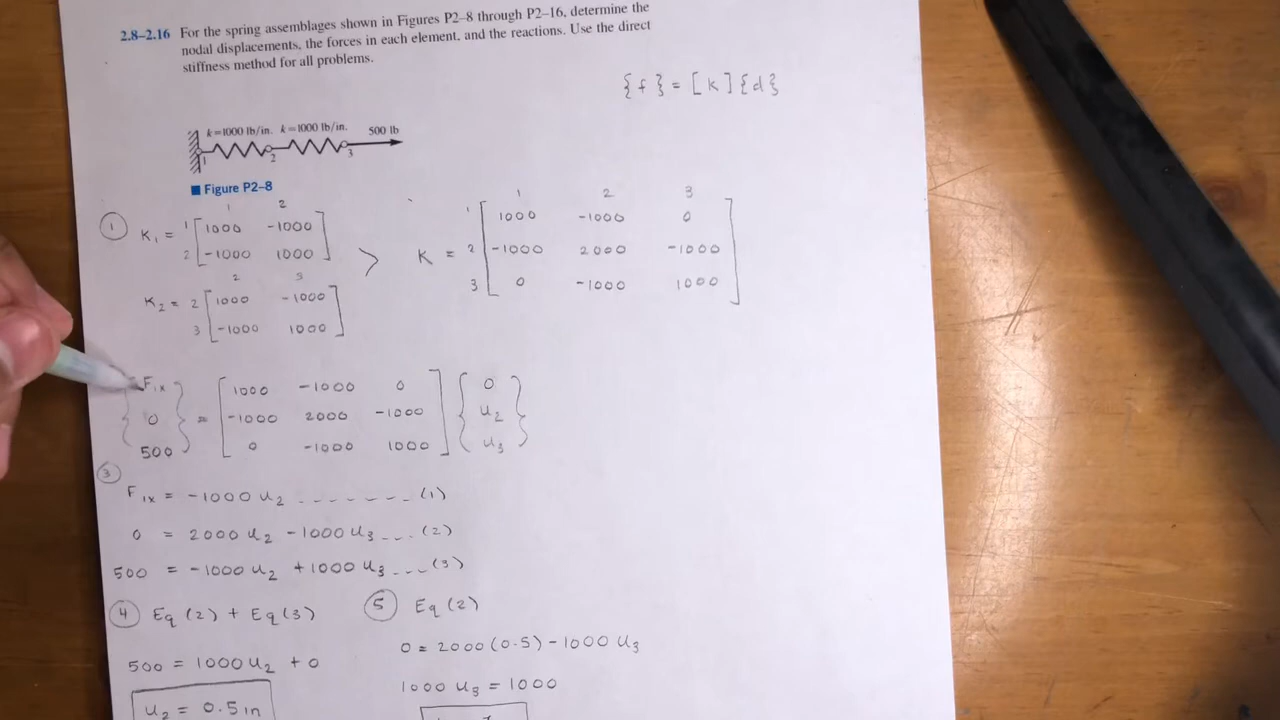 2.8–2.16 For the spring assemblages shown in Figures P2–8 through P2–16, determine the
nodal displacements, the forces in each element, and the reactions. Use the direct
stiffness method for all problems.
{f} = [K]{d}
k = 1000 lb/in. k = 1000 lb/in. 500 lb
1 2 3
Figure P2–8
1
1 2
K1 = 1 1000 -1000
2 -1000 1000
2 3
K2 = 2 1000 -1000
3 -1000 1000
>
1 2 3
1 1000 -1000 0
K = 2 -1000 2000 -1000
3 0 -1000 1000
F1x 1000 -1000 0 0
0 = -1000 2000 -1000 u2
500 0 -1000 1000 u3
3
F1x = -1000 u2 - - - - - - - (1)
0 = 2000 u2 - 1000 u3 - - . (2)
500 = -1000 u2 + 1000 u3 - - - (3)
4 Eq (2) + Eq (3)
500 = 1000 u2 + 0
u2 = 0.5 in
5 Eq (2)
0 = 2000 (0.5) - 1000 u3
1000 u3 = 1000